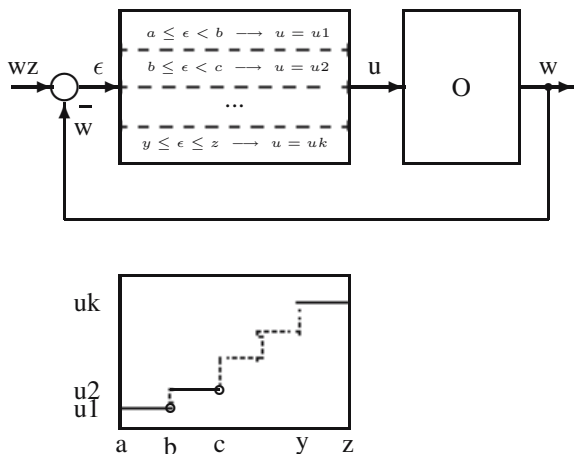 a ≤ ϵ < b ⟶ u = u1
wz ϵ b ≤ ϵ < c ⟶ u = u2 u O w
...
− w
y ≤ ϵ ≤ z ⟶ u = uk
uk
u2
u1
a b c y z